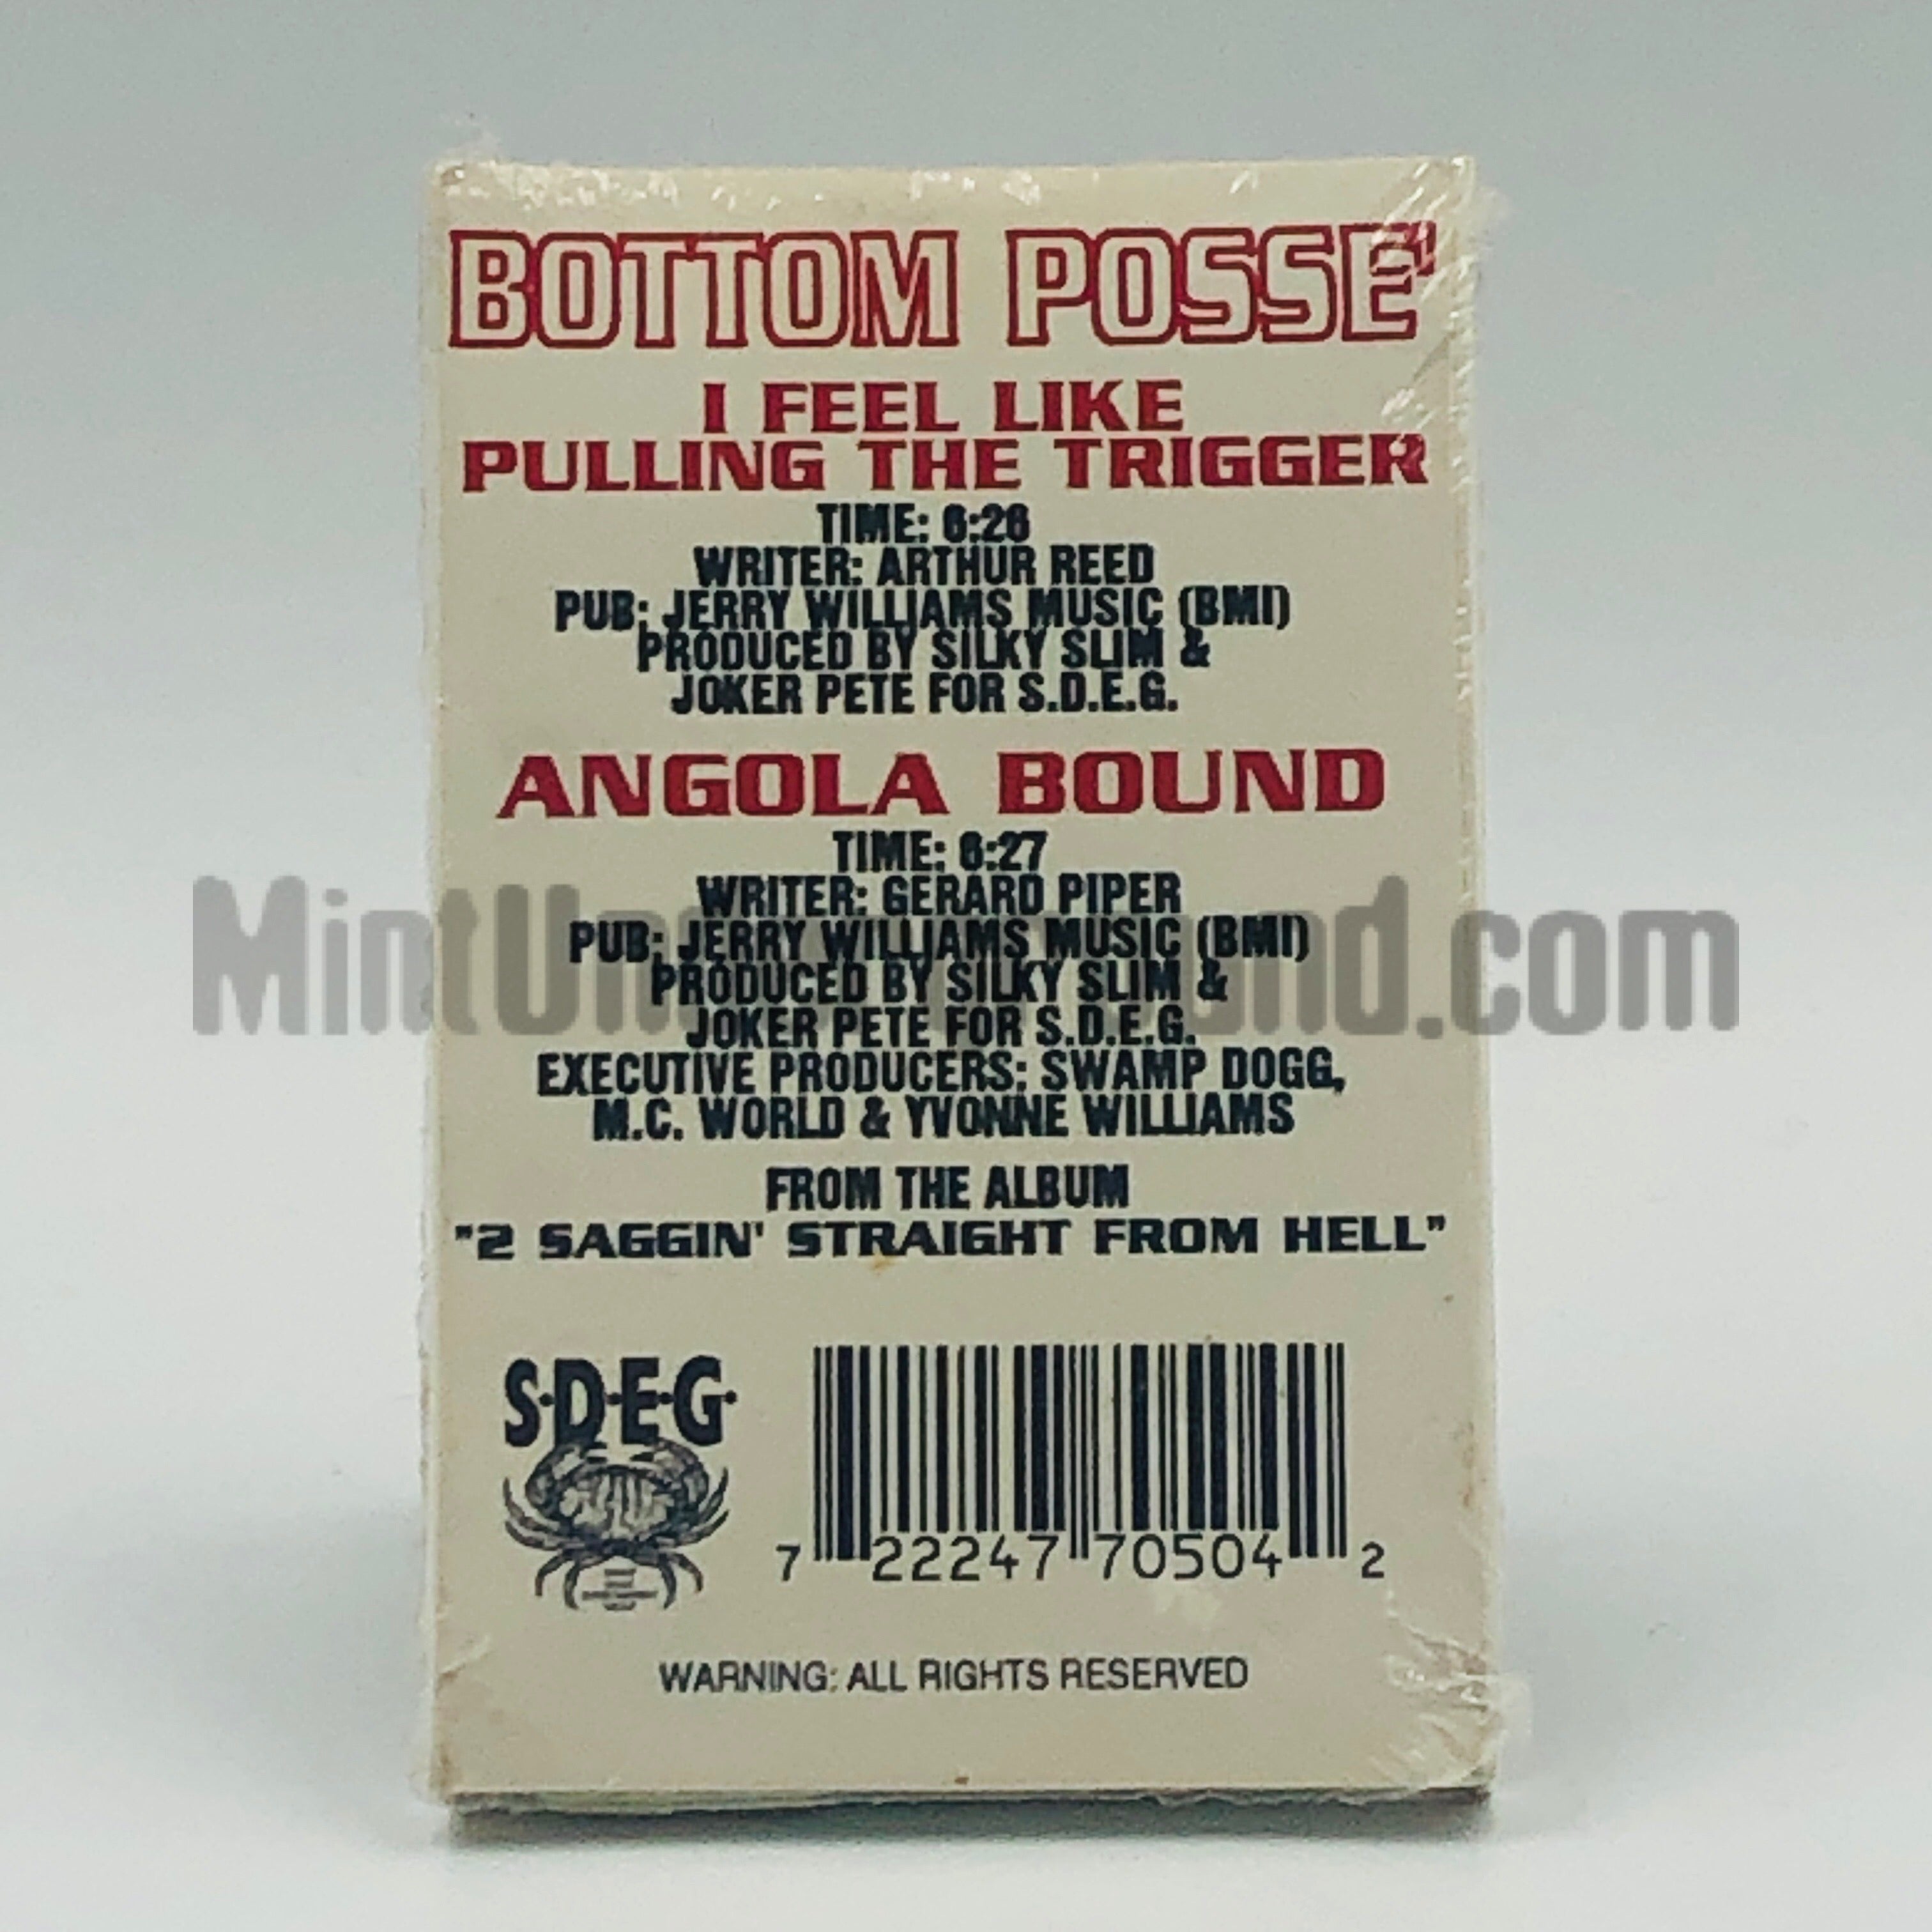 BOTTOM POSSE'
I FEEL LIKE
PULLING THE TRIGGER
TIME: 6:26
WRITER: ARTHUR REED
PUB: JERRY WILLIAMS MUSIC (BMI)
PRODUCED BY SILKY SLIM &
JOKER PETE FOR S.D.E.G.
ANGOLA BOUND
TIME: 6:27
WRITER: GERARD PIPER
PUB: JERRY WILLIAMS MUSIC (BMI)
PRODUCED BY SILKY SLIM &
JOKER PETE FOR S.D.E.G.
EXECUTIVE PRODUCERS: SWAMP DOGG,
M.C. WORLD & YVONNE WILLIAMS
FROM THE ALBUM
"2 SAGGIN' STRAIGHT FROM HELL"
S·D·E·G·
7 22247 70504 2
WARNING: ALL RIGHTS RESERVED